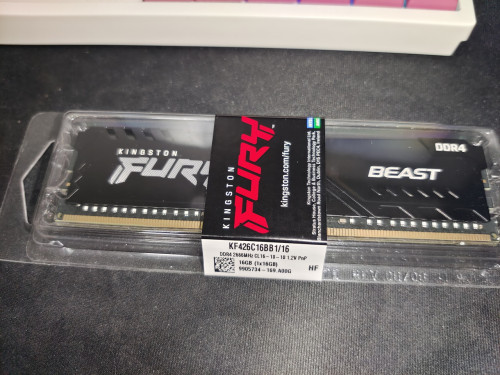 KINGSTON
FURY
KINGSTON
FURY
kingston.com/fury
DDR4
BEAST
KF426C16BB1/16
DDR4 2666MHz CL16-18-18 1.2V PnP
16GB (1x16GB)
9905734-169.A00G
HF